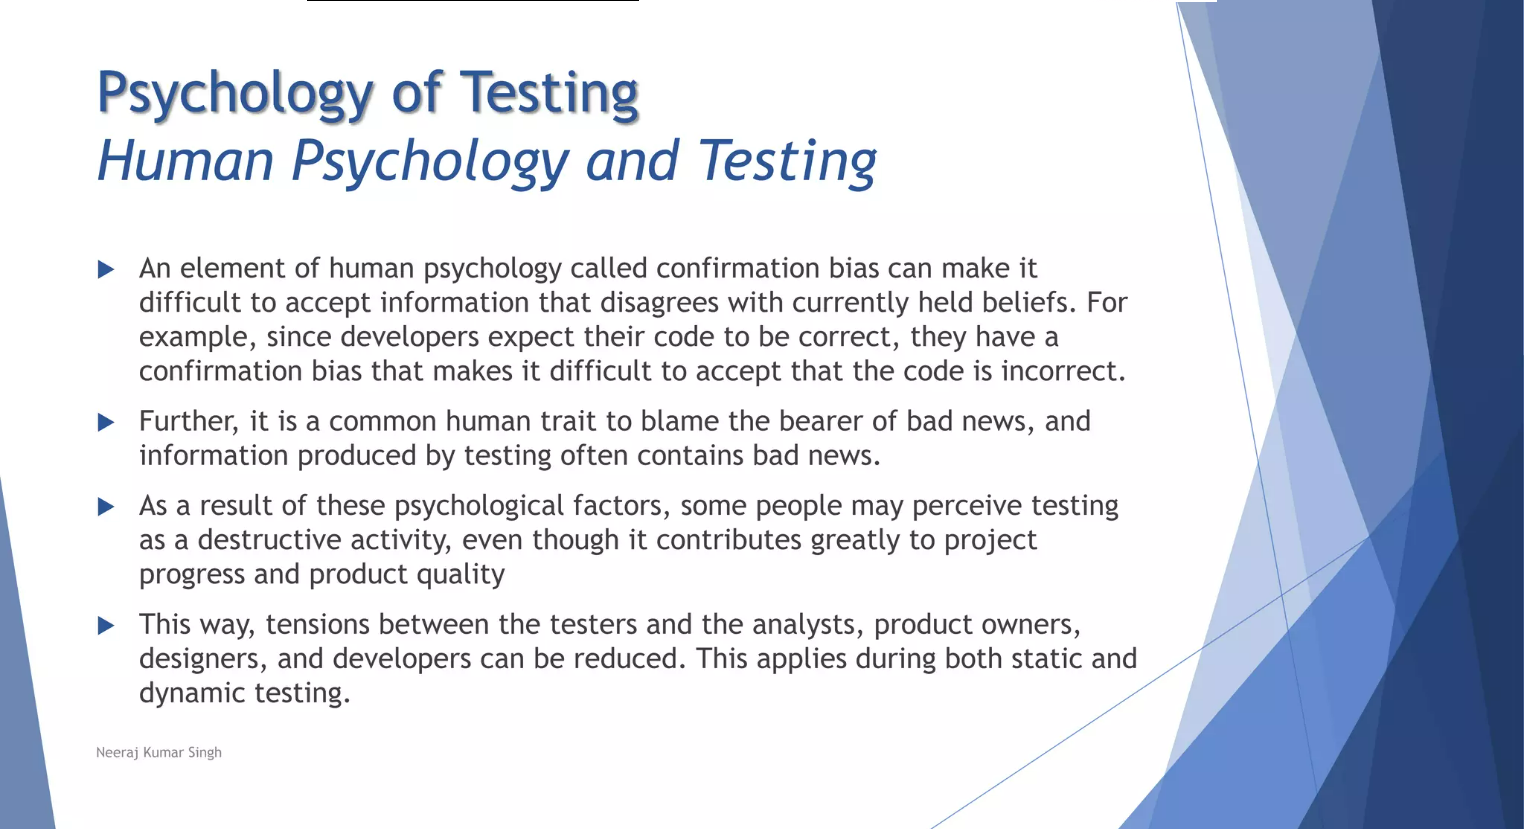 Psychology of Testing
Human Psychology and Testing
An element of human psychology called confirmation bias can make it
difficult to accept information that disagrees with currently held beliefs. For
example, since developers expect their code to be correct, they have a
confirmation bias that makes it difficult to accept that the code is incorrect.
Further, it is a common human trait to blame the bearer of bad news, and
information produced by testing often contains bad news.
As a result of these psychological factors, some people may perceive testing
as a destructive activity, even though it contributes greatly to project
progress and product quality
This way, tensions between the testers and the analysts, product owners,
designers, and developers can be reduced. This applies during both static and
dynamic testing.
Neeraj Kumar Singh